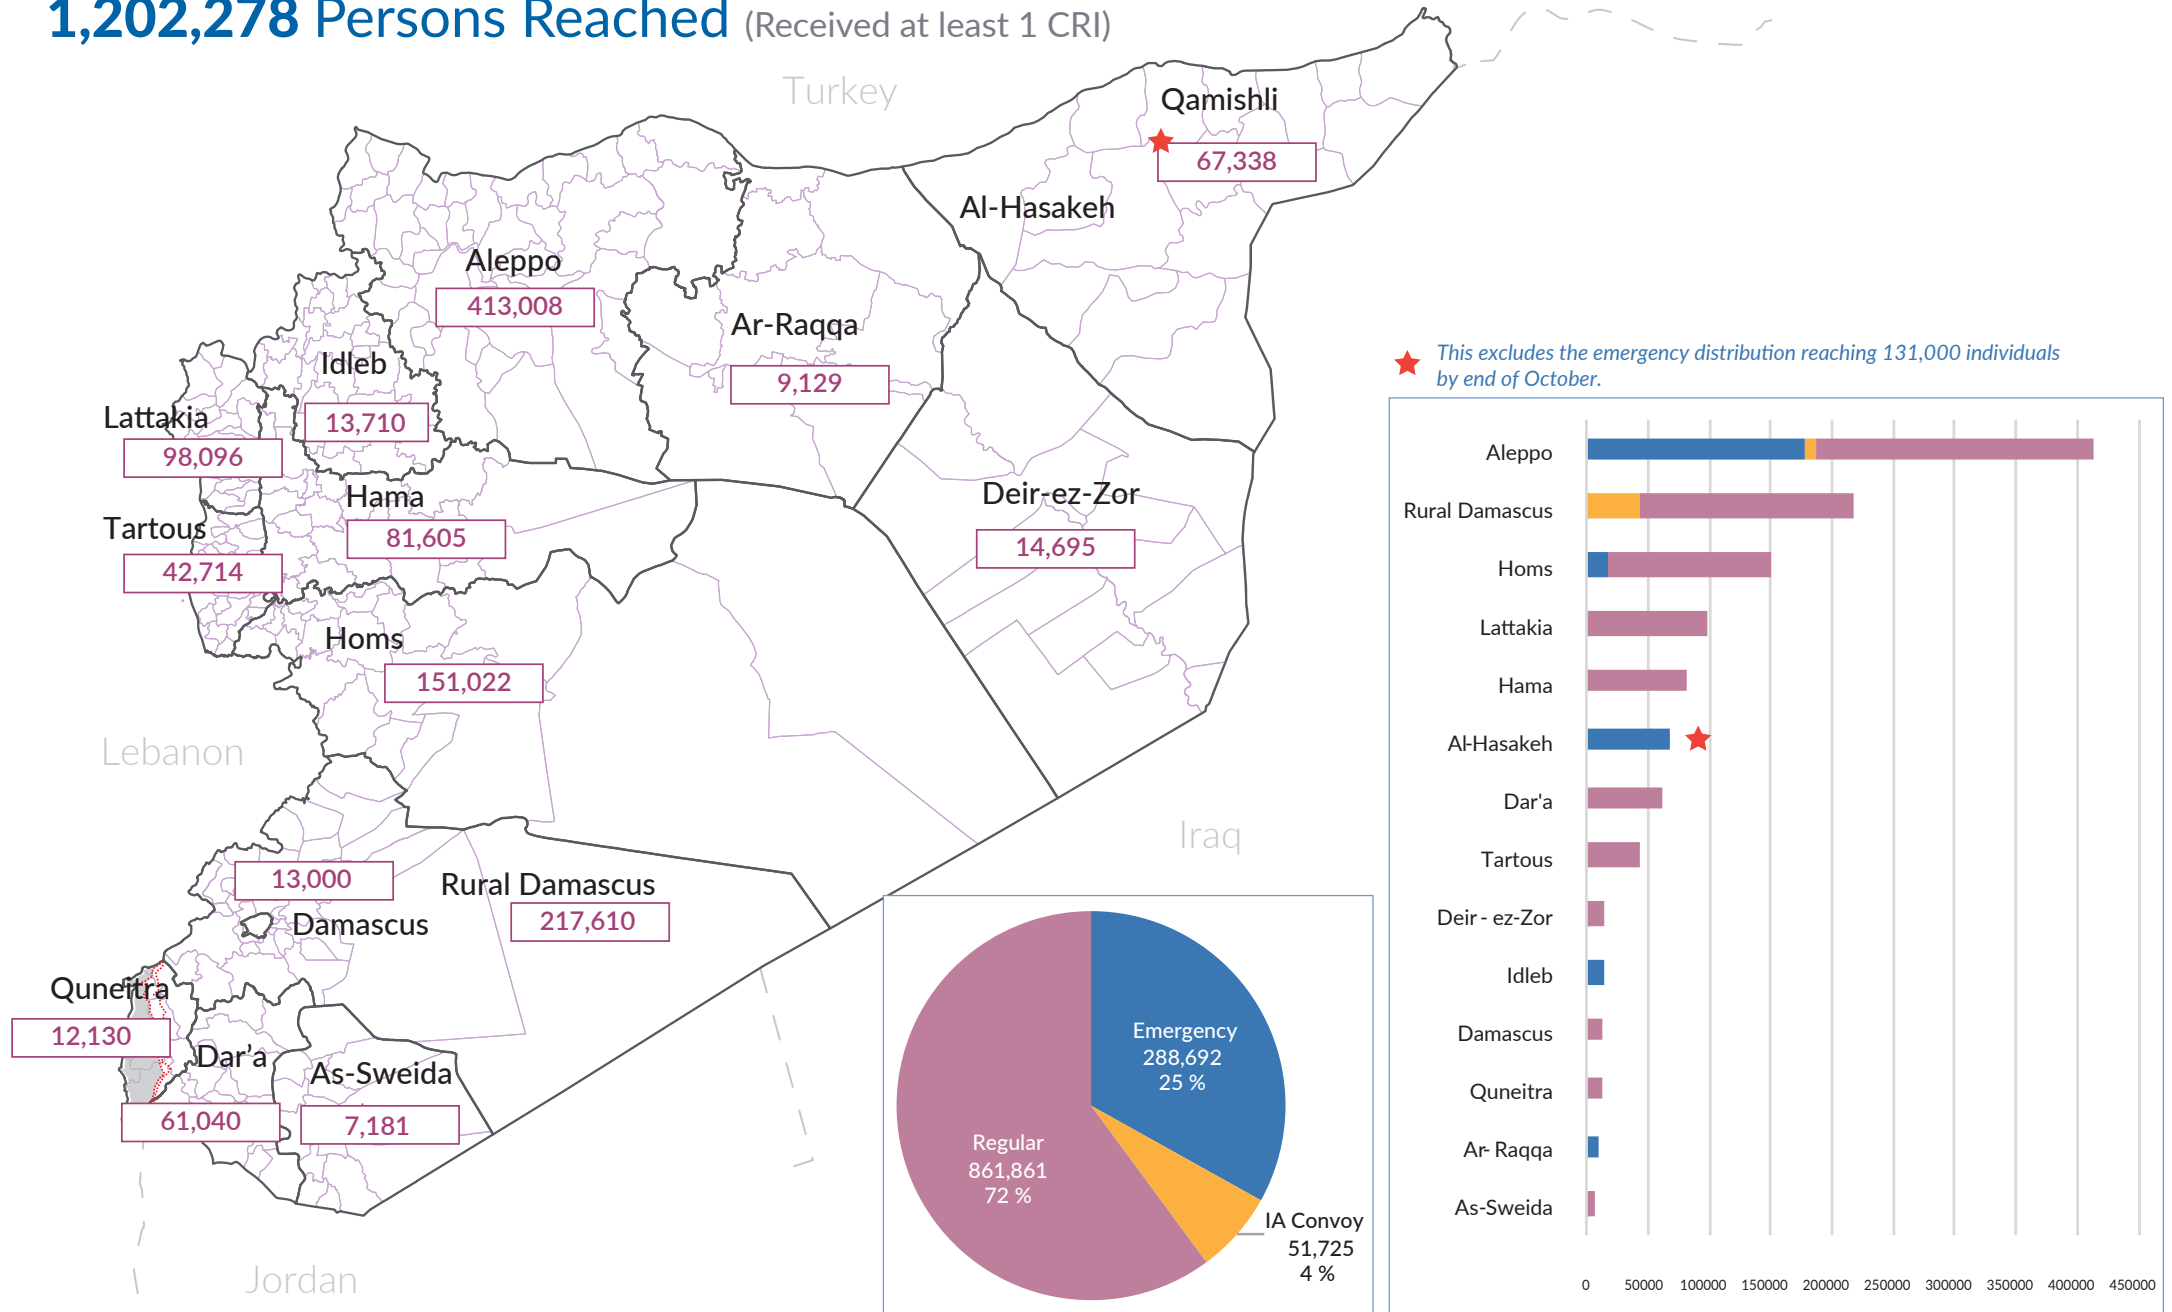 1,202,278 Persons Reached (Received at least 1 CRI)
Turkey
Qamishli
67,338
Al-Hasakeh
Aleppo
413,008
Ar-Raqqa
9,129
Idleb
13,710
Lattakia
98,096
Hama
81,605
Deir-ez-Zor
14,695
Tartous
42,714
Homs
151,022
Lebanon
Iraq
13,000
Damascus
Rural Damascus
217,610
Quneitra
12,130
Dar’a
61,040
As-Sweida
7,181
Jordan
Emergency
288,692
25 %
Regular
861,861
72 %
IA Convoy
51,725
4 %
This excludes the emergency distribution reaching 131,000 individuals
by end of October.
Aleppo
Rural Damascus
Homs
Lattakia
Hama
Al-Hasakeh
Dar'a
Tartous
Deir - ez-Zor
Idleb
Damascus
Quneitra
Ar- Raqqa
As-Sweida
0 50000 100000 150000 200000 250000 300000 350000 400000 450000